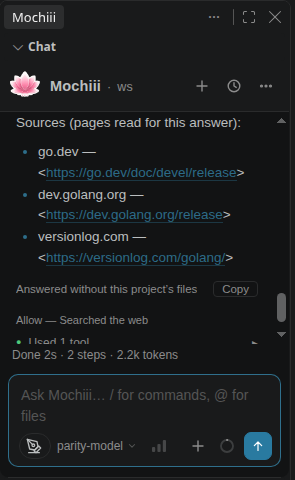 Mochiii
Chat
Mochiii · ws
Sources (pages read for this answer):
• go.dev —
<https://go.dev/doc/devel/release>
• dev.golang.org —
<https://dev.golang.org/release>
• versionlog.com —
<https://versionlog.com/golang/>
Answered without this project's files Copy
Allow — Searched the web
Used 1 tool
Done 2s · 2 steps · 2.2k tokens
Ask Mochiii… / for commands, @ for
files
parity-model